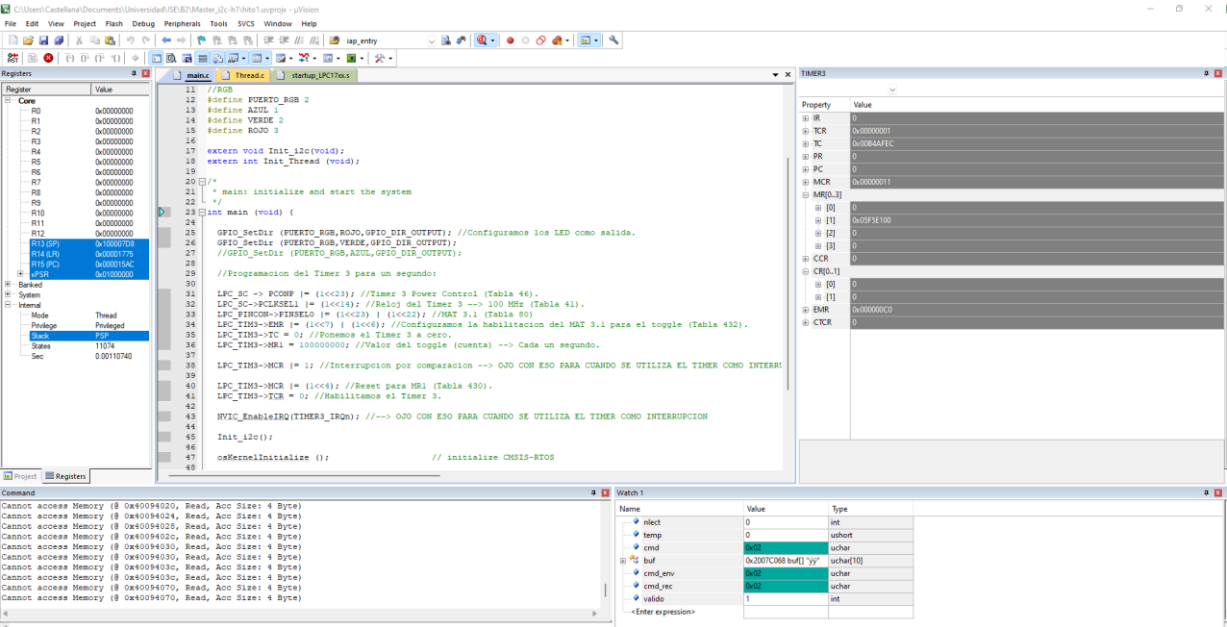 C:\Users\Castellana\Documents\Universidad\JSE\B2\Master_i2c-h?\hito1.uvprojx - µVision
File Edit View Project Flash Debug Peripherals Tools SVCS Window Help
iap_entry
Registers
Register Value
Core
R0 0x00000000
R1 0x00000000
R2 0x00000000
R3 0x00000000
R4 0x00000000
R5 0x00000000
R6 0x00000000
R7 0x00000000
R8 0x00000000
R9 0x00000000
R10 0x00000000
R11 0x00000000
R12 0x00000000
R13 (SP) 0x100007D8
R14 (LR) 0x00001775
R15 (PC) 0x000015AC
xPSR 0x01000000
Banked
System
Internal
Mode Thread
Privilege Privileged
Stack PSP
States 11074
Sec 0.00110740
Project Registers
main.c Thread.c startup_LPC17xx.s
11 //RGB
12 #define PUERTO_RGB 2
13 #define AZUL 1
14 #define VERDE 2
15 #define ROJO 3
16
17 extern void Init_i2c(void);
18 extern int Init_Thread (void);
19
20 /*
21 * main: initialize and start the system
22 */
23 int main (void) {
24
25 GPIO_SetDir (PUERTO_RGB,ROJO,GPIO_DIR_OUTPUT); //Configuramos los LED como salida.
26 GPIO_SetDir (PUERTO_RGB,VERDE,GPIO_DIR_OUTPUT);
27 //GPIO_SetDir (PUERTO_RGB,AZUL,GPIO_DIR_OUTPUT);
28
29 //Programacion del Timer 3 para un segundo:
30
31 LPC_SC -> PCONP |= (1<<23); //Timer 3 Power Control (Tabla 46).
32 LPC_SC->PCLKSEL1 |= (1<<14); //Reloj del Timer 3 --> 100 MHz (Tabla 41).
33 LPC_PINCON->PINSEL0 |= (1<<23) | (1<<22); //MAT 3.1 (Tabla 80)
34 LPC_TIM3->EMR |= (1<<7) | (1<<6); //Configuramos la habilitacion del MAT 3.1 para el toggle (Tabla 432).
35 LPC_TIM3->TC = 0; //Ponemos el Timer 3 a cero.
36 LPC_TIM3->MR1 = 100000000; //Valor del toggle (cuenta) --> Cada un segundo.
37
38 LPC_TIM3->MCR |= 1; //Interrupcion por comparacion --> OJO CON ESO PARA CUANDO SE UTILIZA EL TIMER COMO INTERRU
39
40 LPC_TIM3->MCR |= (1<<4); //Reset para MR1 (Tabla 430).
41 LPC_TIM3->TCR = 0; //Habilitamos el Timer 3.
42
43 NVIC_EnableIRQ(TIMER3_IRQn); //--> OJO CON ESO PARA CUANDO SE UTILIZA EL TIMER COMO INTERRUPCION
44
45 Init_i2c();
46
47 osKernelInitialize (); // initialize CMSIS-RTOS
48
TIMER3
Property Value
IR 0
TCR 0x00000001
TC 0x00B4AFEC
PR 0
PC 0
MCR 0x00000011
MR[0..3]
[0] 0
[1] 0x05F5E100
[2] 0
[3] 0
CCR 0
CR[0..1]
[0] 0
[1] 0
EMR 0x000000C0
CTCR 0
Command
Cannot access Memory (@ 0x40094020, Read, Acc Size: 4 Byte)
Cannot access Memory (@ 0x40094024, Read, Acc Size: 4 Byte)
Cannot access Memory (@ 0x40094028, Read, Acc Size: 4 Byte)
Cannot access Memory (@ 0x4009402c, Read, Acc Size: 4 Byte)
Cannot access Memory (@ 0x40094030, Read, Acc Size: 4 Byte)
Cannot access Memory (@ 0x40094030, Read, Acc Size: 4 Byte)
Cannot access Memory (@ 0x4009403c, Read, Acc Size: 4 Byte)
Cannot access Memory (@ 0x4009403c, Read, Acc Size: 4 Byte)
Cannot access Memory (@ 0x40094070, Read, Acc Size: 4 Byte)
Cannot access Memory (@ 0x40094070, Read, Acc Size: 4 Byte)
Watch 1
Name Value Type
nlect 0 int
temp 0 ushort
cmd 0x02 uchar
buf 0x2007C068 buf[] "ÿÿ" uchar[10]
cmd_env 0x02 uchar
cmd_rec 0x02 uchar
valido 1 int
<Enter expression>